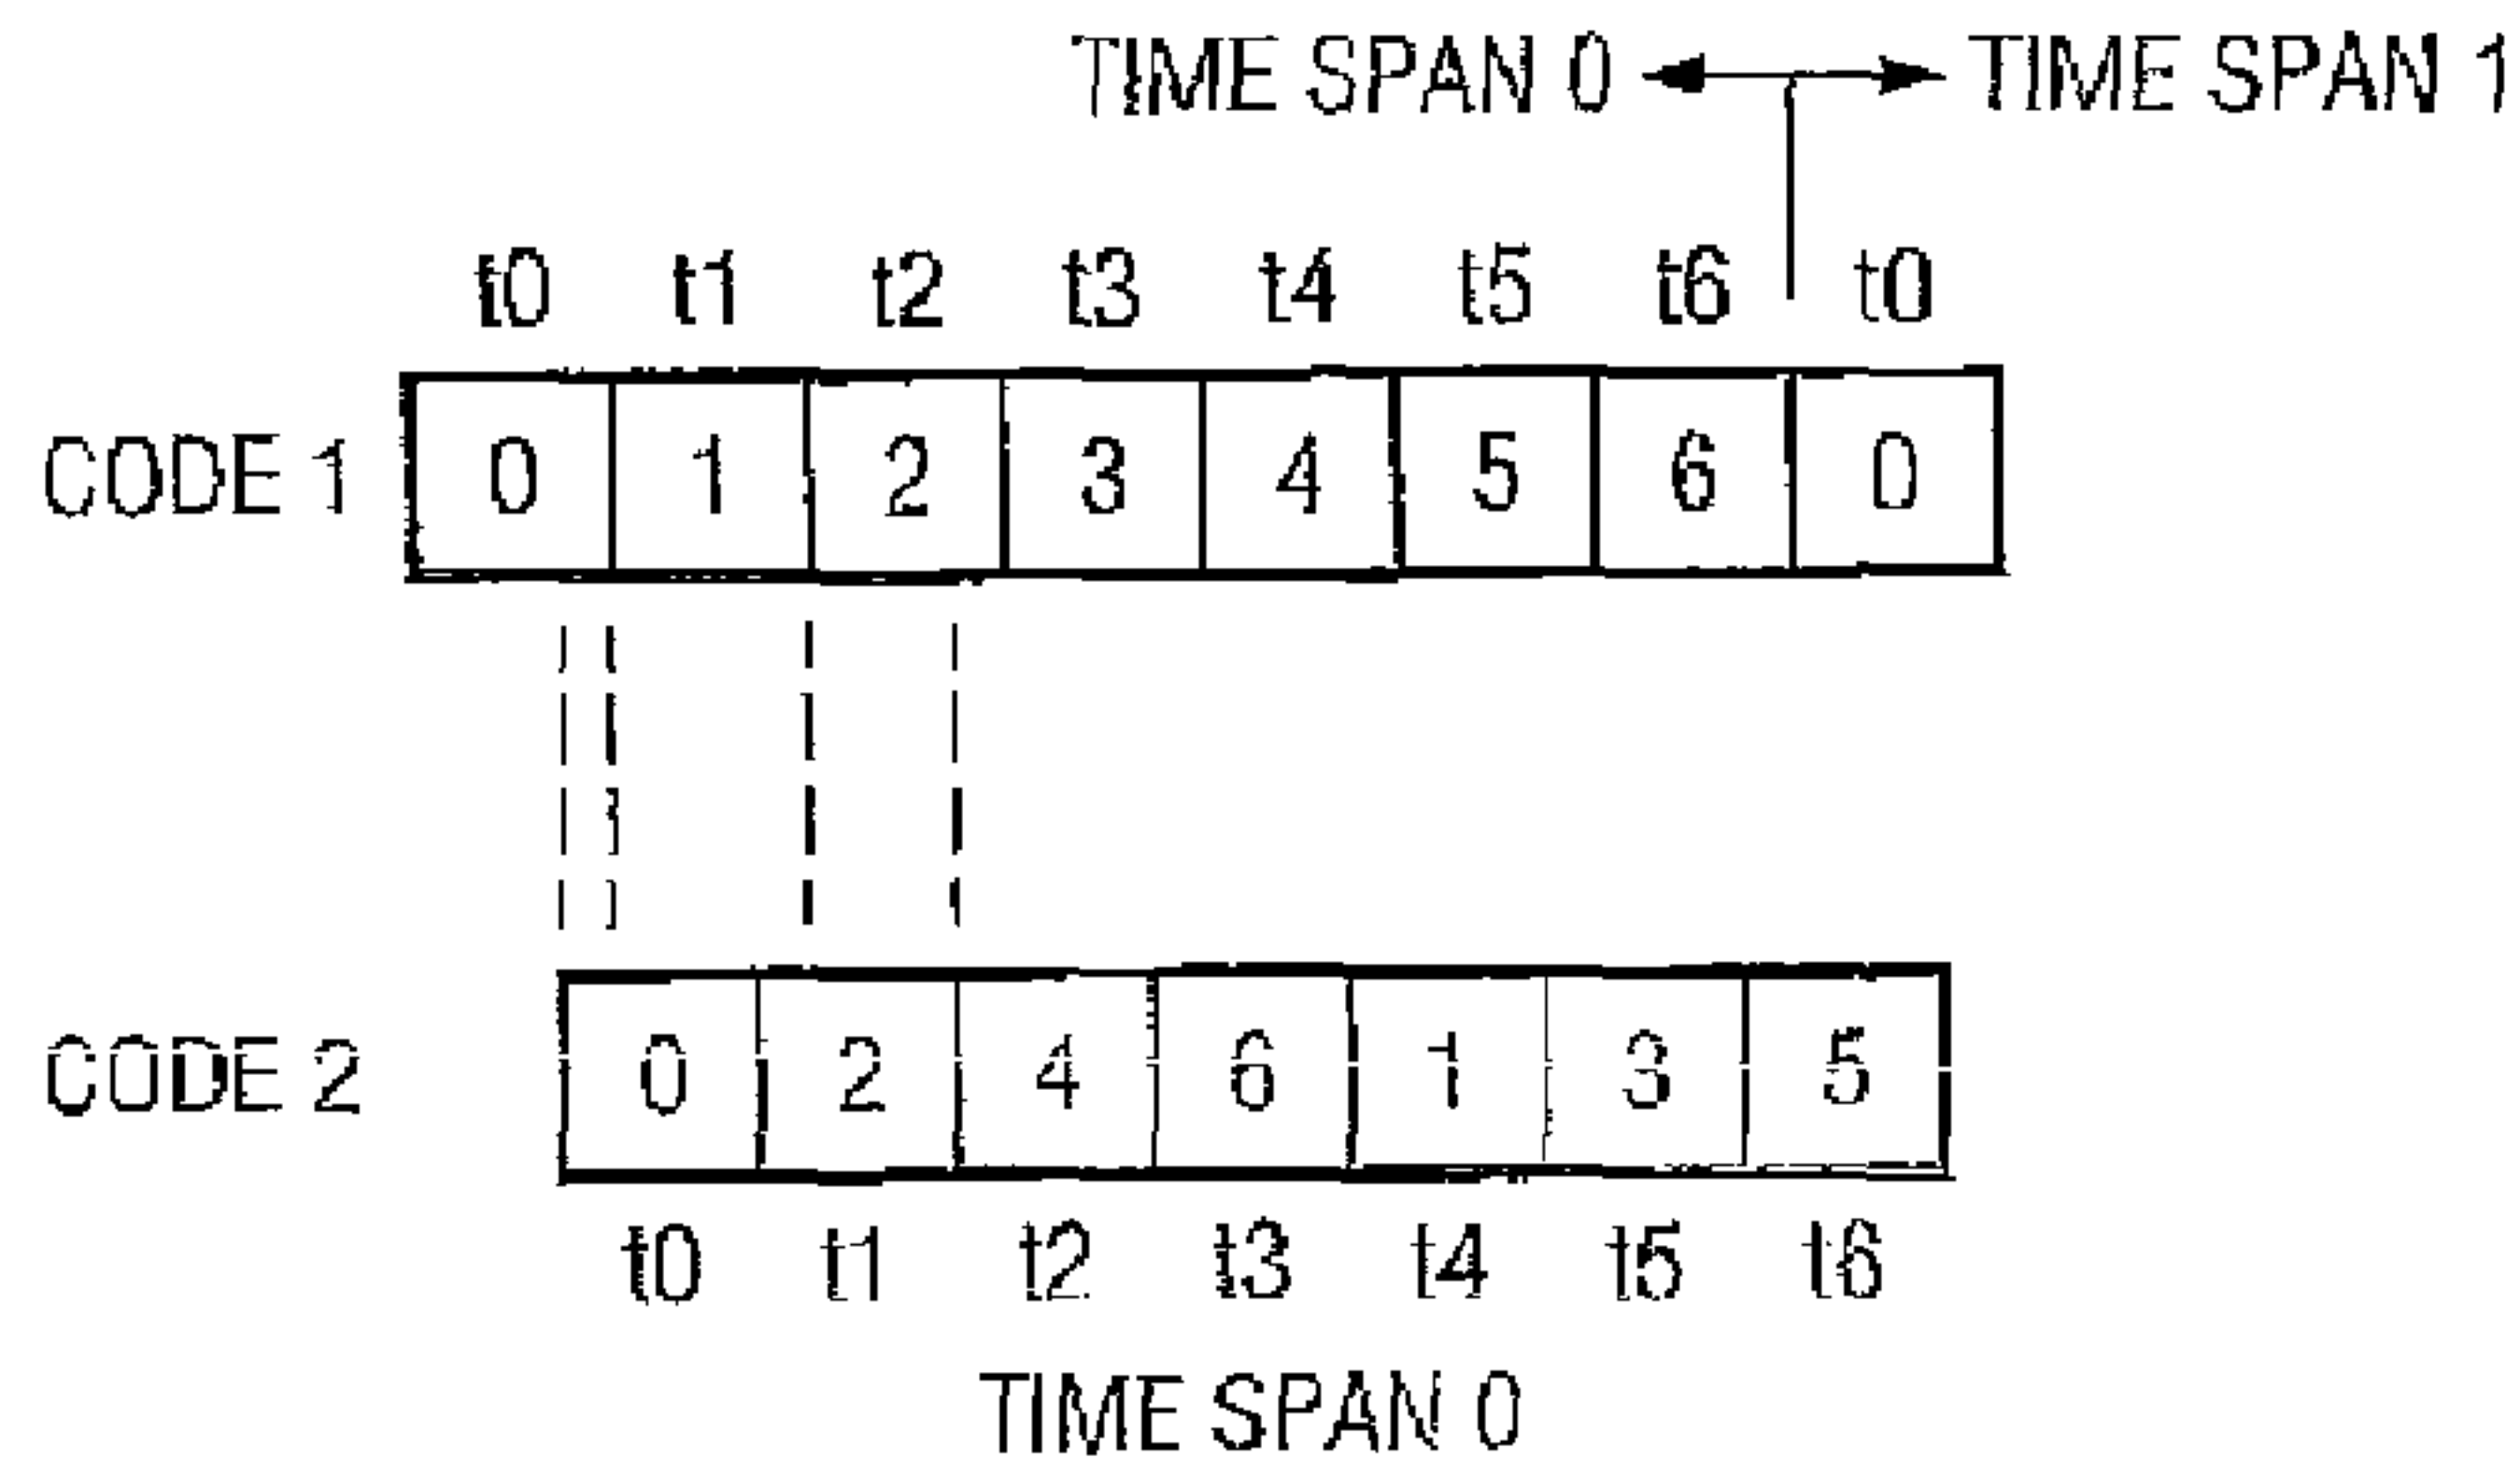 TIME SPAN 0 TIME SPAN 1
t0 t1 t2 t3 t4 t5 t6 t0
CODE 1 0 1 2 3 4 5 6 0
CODE 2 0 2 4 6 1 3 5
t0 t1 t2 t3 t4 t5 t6
TIME SPAN 0